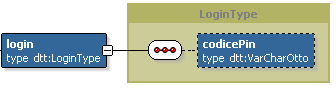 LoginType
login
type dtt:LoginType
codicePin
type dtt:VarCharOtto